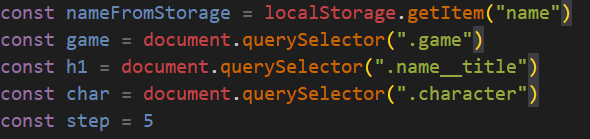 const nameFromStorage = localStorage.getItem("name")
const game = document.querySelector(".game")
const h1 = document.querySelector(".name__title")
const char = document.querySelector(".character")
const step = 5